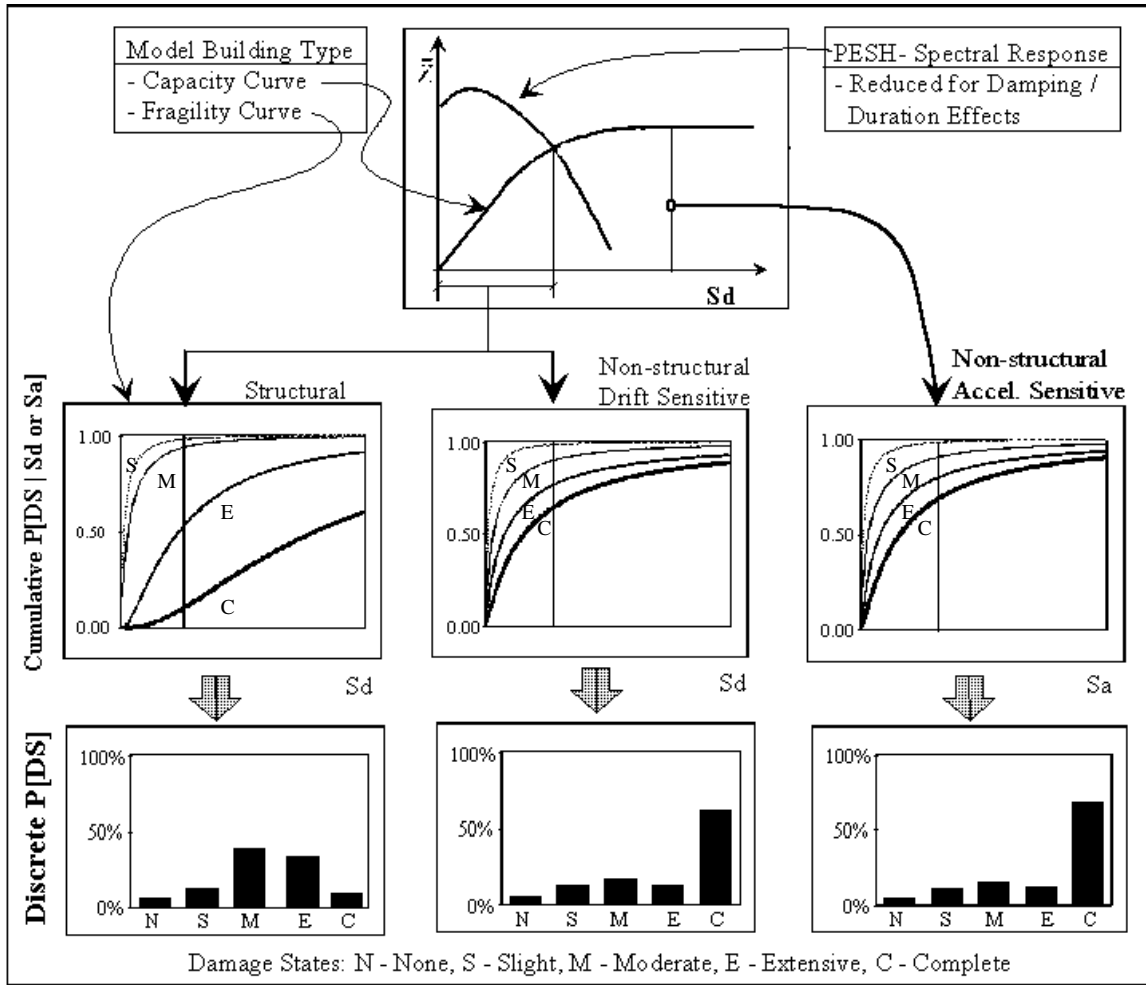 Model Building Type
- Capacity Curve
- Fragility Curve
PESH- Spectral Response
- Reduced for Damping /
Duration Effects
Sd
Structural
Non-structural
Drift Sensitive
Non-structural
Accel. Sensitive
Cumulative P[DS | Sd or Sa]
1.00
0.50
0.00
S
M
E
C
Sd
1.00
0.50
0.00
S
M
E
C
Sd
1.00
0.50
0.00
S
M
E
C
Sa
Discrete P[DS]
100%
50%
0%
N S M E C
100%
50%
0%
N S M E C
100%
50%
0%
N S M E C
Damage States: N - None, S - Slight, M - Moderate, E - Extensive, C - Complete